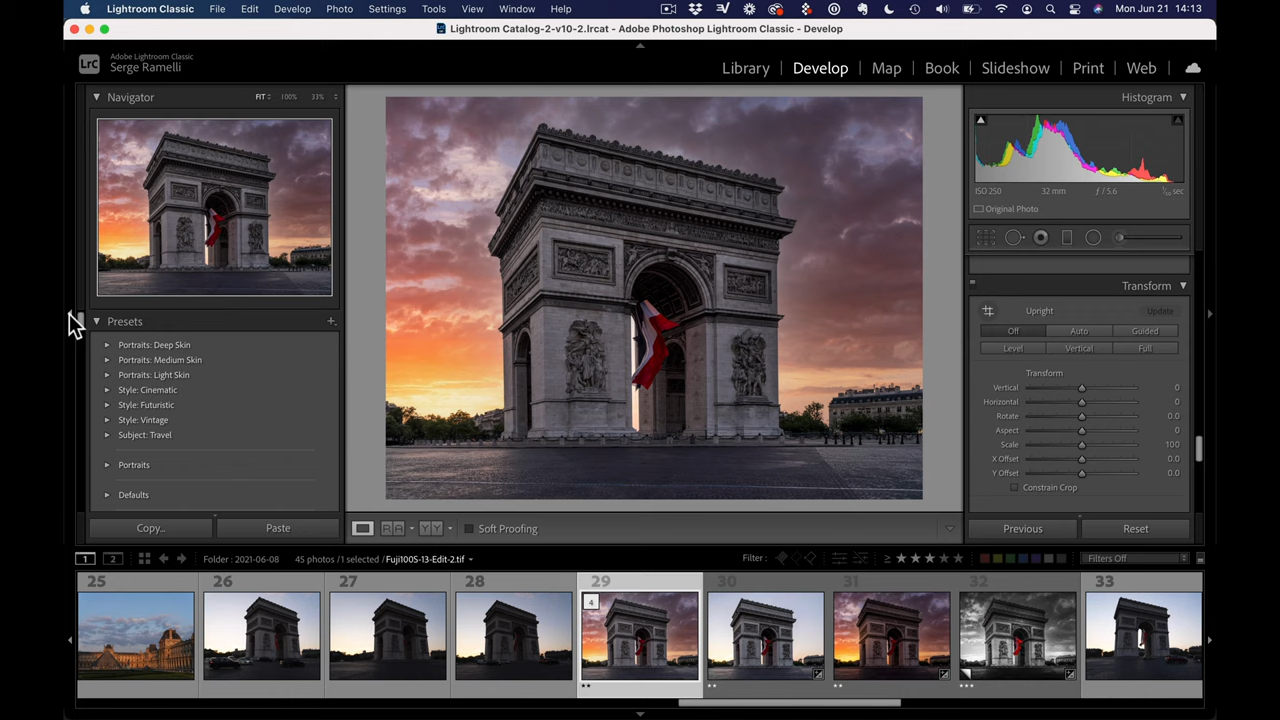 Lightroom Classic File Edit Develop Photo Settings Tools View Window Help Mon Jun 21 14:13
Lightroom Catalog-2-v10-2.lrcat - Adobe Photoshop Lightroom Classic - Develop
LrC
Adobe Lightroom Classic
Serge Ramelli
Library | Develop | Map | Book | Slideshow | Print | Web
Navigator FIT 100% 33%
Histogram
ISO 250 32 mm ƒ / 5.6
Original Photo
Presets +
Portraits: Deep Skin
Portraits: Medium Skin
Portraits: Light Skin
Style: Cinematic
Style: Futuristic
Style: Vintage
Subject: Travel
Portraits
Defaults
Copy... Paste
Transform
Upright Update
Off Auto Guided
Level Vertical Full
Transform
Vertical 0
Horizontal 0
Rotate 0.0
Aspect 0
Scale 100
X Offset 0.0
Y Offset 0.0
Constrain Crop
Previous Reset
RA YY Soft Proofing
1 2 Folder : 2021-06-08 45 photos /1 selected /Fuji100S-13-Edit-2.tif Filter : ≥ ★★★★★ Filters Off
25 26 27 28 29 30 31 32 33
4